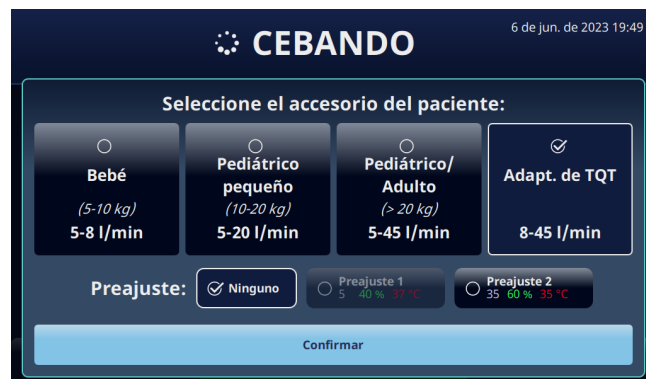 6 de jun. de 2023 19:49
CEBANDO
Seleccione el accesorio del paciente:
Bebé
(5-10 kg)
5-8 l/min
Pediátrico
pequeño
(10-20 kg)
5-20 l/min
Pediátrico/
Adulto
(> 20 kg)
5-45 l/min
Adapt. de TQT
8-45 l/min
Preajuste:
Ninguno
Preajuste 1
5 40 % 37 °C
Preajuste 2
35 60 % 35 °C
Confirmar